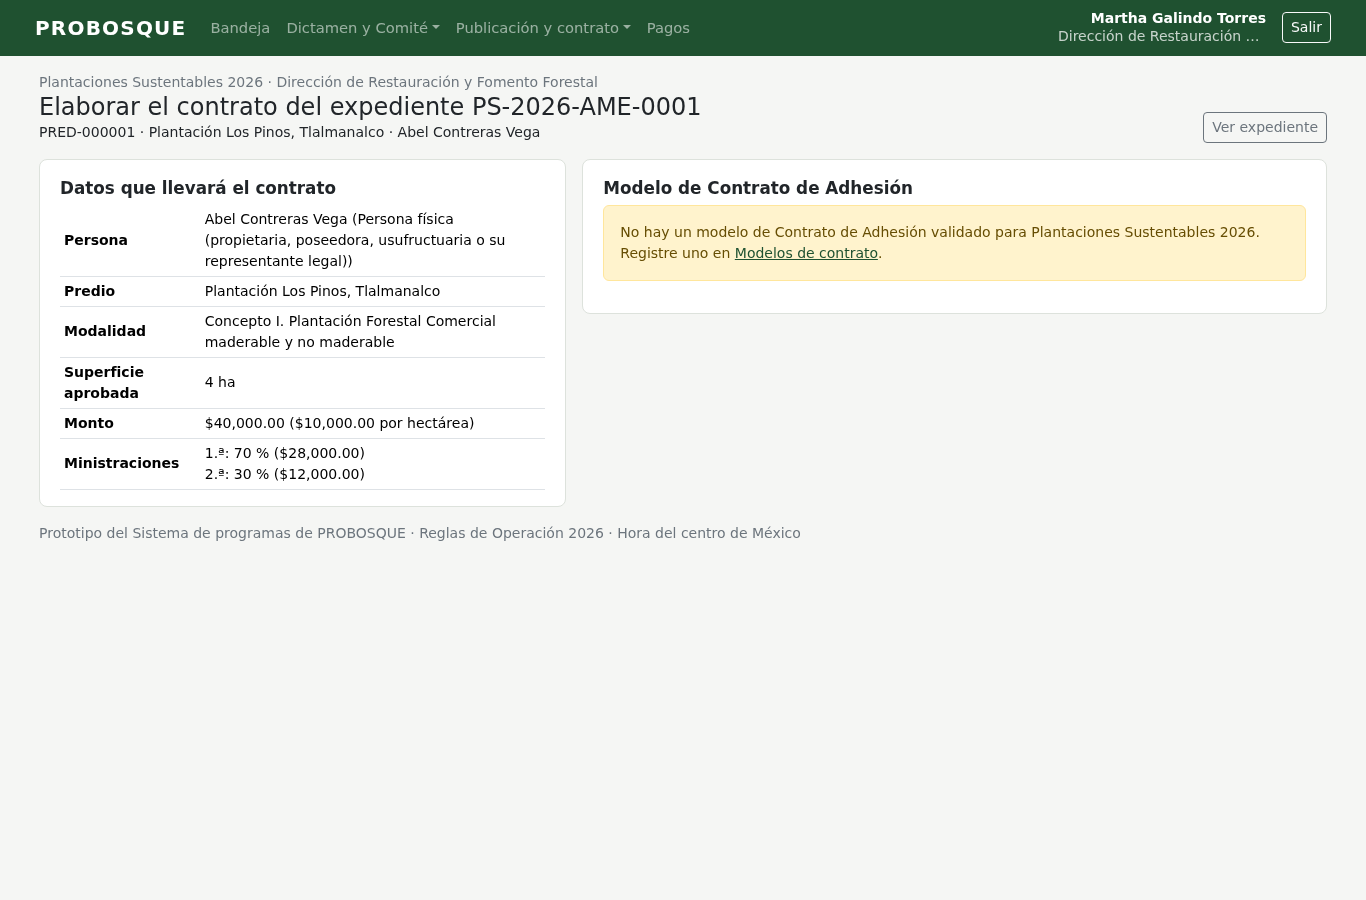 PROBOSQUE
Bandeja
Dictamen y Comité
Publicación y contrato
Pagos
Martha Galindo Torres
Dirección de Restauración ...
Salir
Plantaciones Sustentables 2026 · Dirección de Restauración y Fomento Forestal
Elaborar el contrato del expediente PS-2026-AME-0001
PRED-000001 · Plantación Los Pinos, Tlalmanalco · Abel Contreras Vega
Ver expediente
Datos que llevará el contrato
Persona
Abel Contreras Vega (Persona física
(propietaria, poseedora, usufructuaria o su
representante legal))
Predio
Plantación Los Pinos, Tlalmanalco
Modalidad
Concepto I. Plantación Forestal Comercial
maderable y no maderable
Superficie
aprobada
4 ha
Monto
$40,000.00 ($10,000.00 por hectárea)
Ministraciones
1.ª: 70 % ($28,000.00)
2.ª: 30 % ($12,000.00)
Modelo de Contrato de Adhesión
No hay un modelo de Contrato de Adhesión validado para Plantaciones Sustentables 2026.
Registre uno en Modelos de contrato.
Prototipo del Sistema de programas de PROBOSQUE · Reglas de Operación 2026 · Hora del centro de México